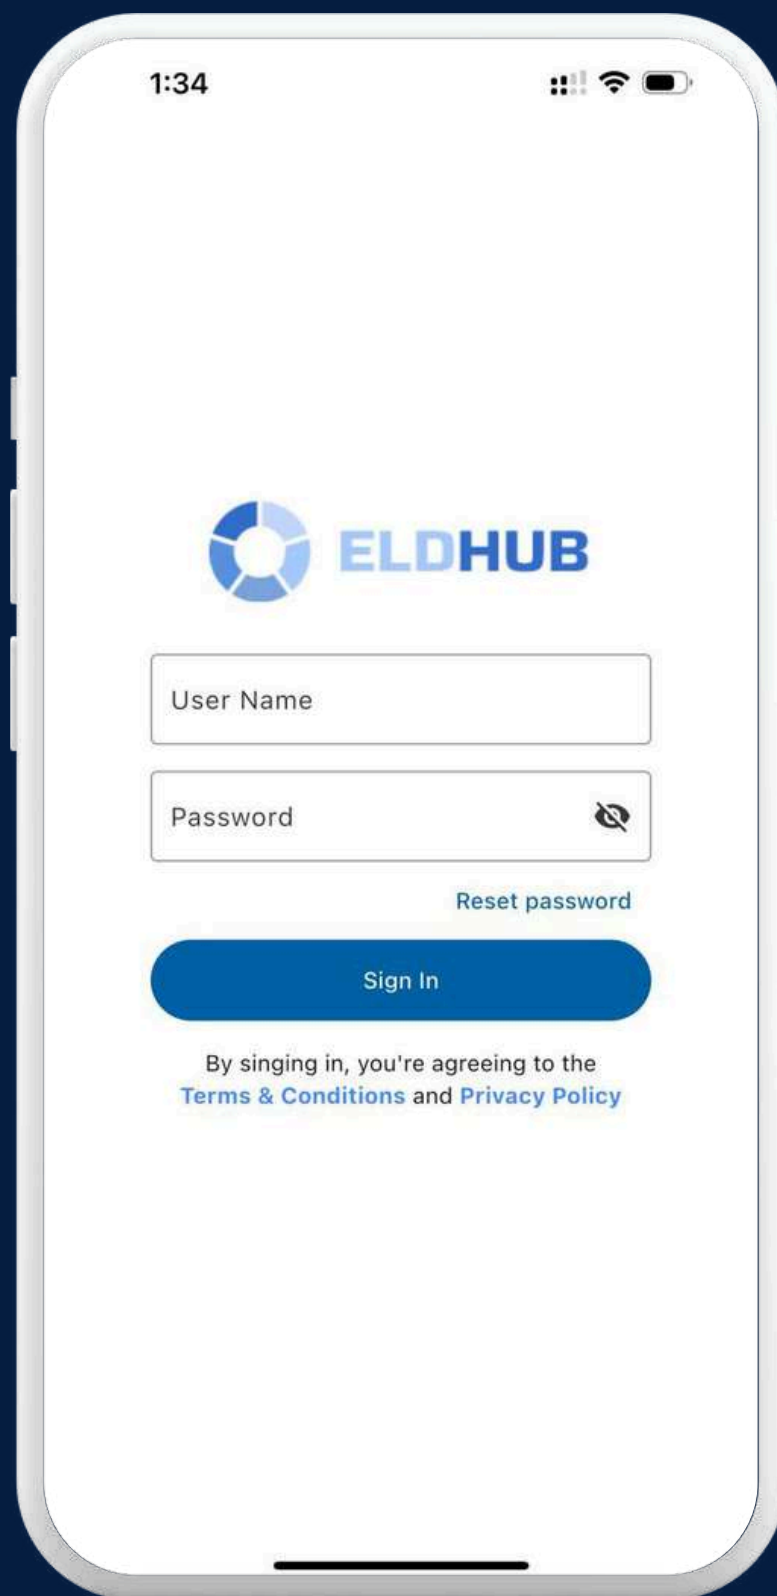 1:34
ELDHUB
User Name
Password
Reset password
Sign In
By singing in, you're agreeing to the
Terms & Conditions and Privacy Policy